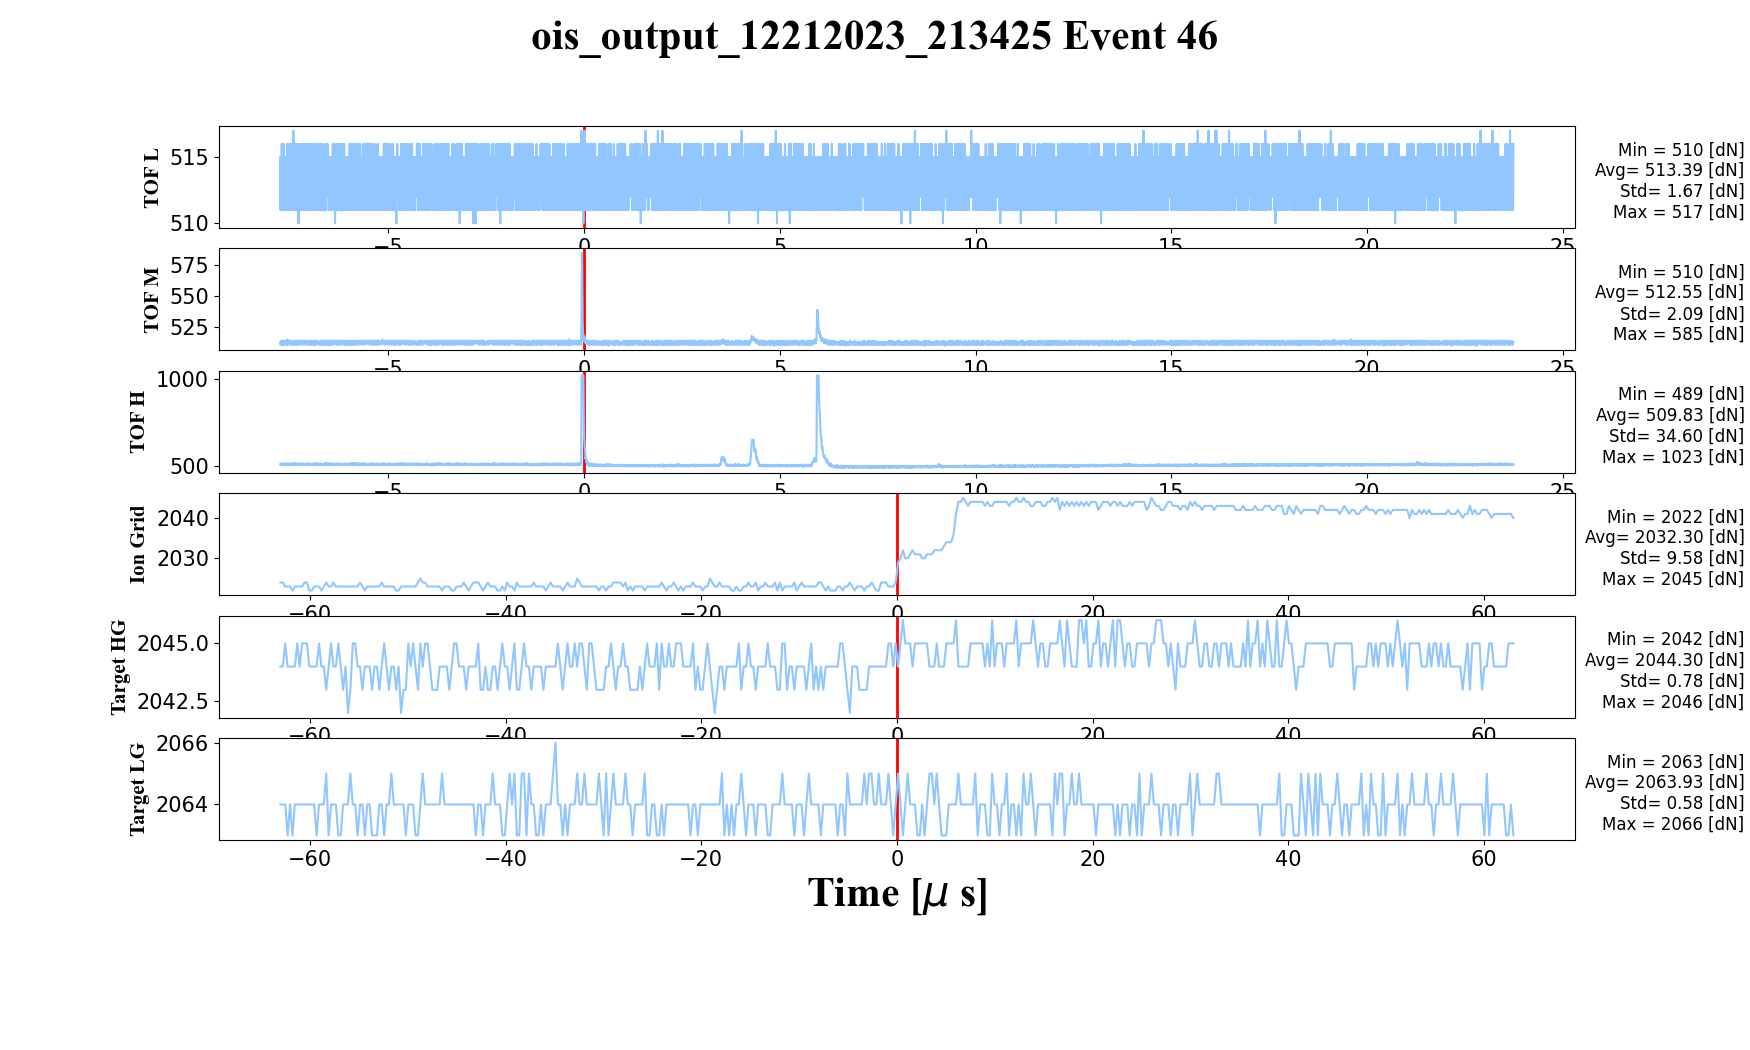 ois_output_12212023_213425 Event 46
TOF L
515
510
Min = 510 [dN]
Avg= 513.39 [dN]
Std= 1.67 [dN]
Max = 517 [dN]
−5 0 5 10 15 20 25
TOF M
575
550
525
Min = 510 [dN]
Avg= 512.55 [dN]
Std= 2.09 [dN]
Max = 585 [dN]
−5 0 5 10 15 20 25
TOF H
1000
500
Min = 489 [dN]
Avg= 509.83 [dN]
Std= 34.60 [dN]
Max = 1023 [dN]
−5 0 5 10 15 20 25
Ion Grid
2040
2030
Min = 2022 [dN]
Avg= 2032.30 [dN]
Std= 9.58 [dN]
Max = 2045 [dN]
−60 −40 −20 0 20 40 60
Target HG
2045.0
2042.5
Min = 2042 [dN]
Avg= 2044.30 [dN]
Std= 0.78 [dN]
Max = 2046 [dN]
−60 −40 −20 0 20 40 60
Target LG
2066
2064
Min = 2063 [dN]
Avg= 2063.93 [dN]
Std= 0.58 [dN]
Max = 2066 [dN]
−60 −40 −20 0 20 40 60
Time [μ s]